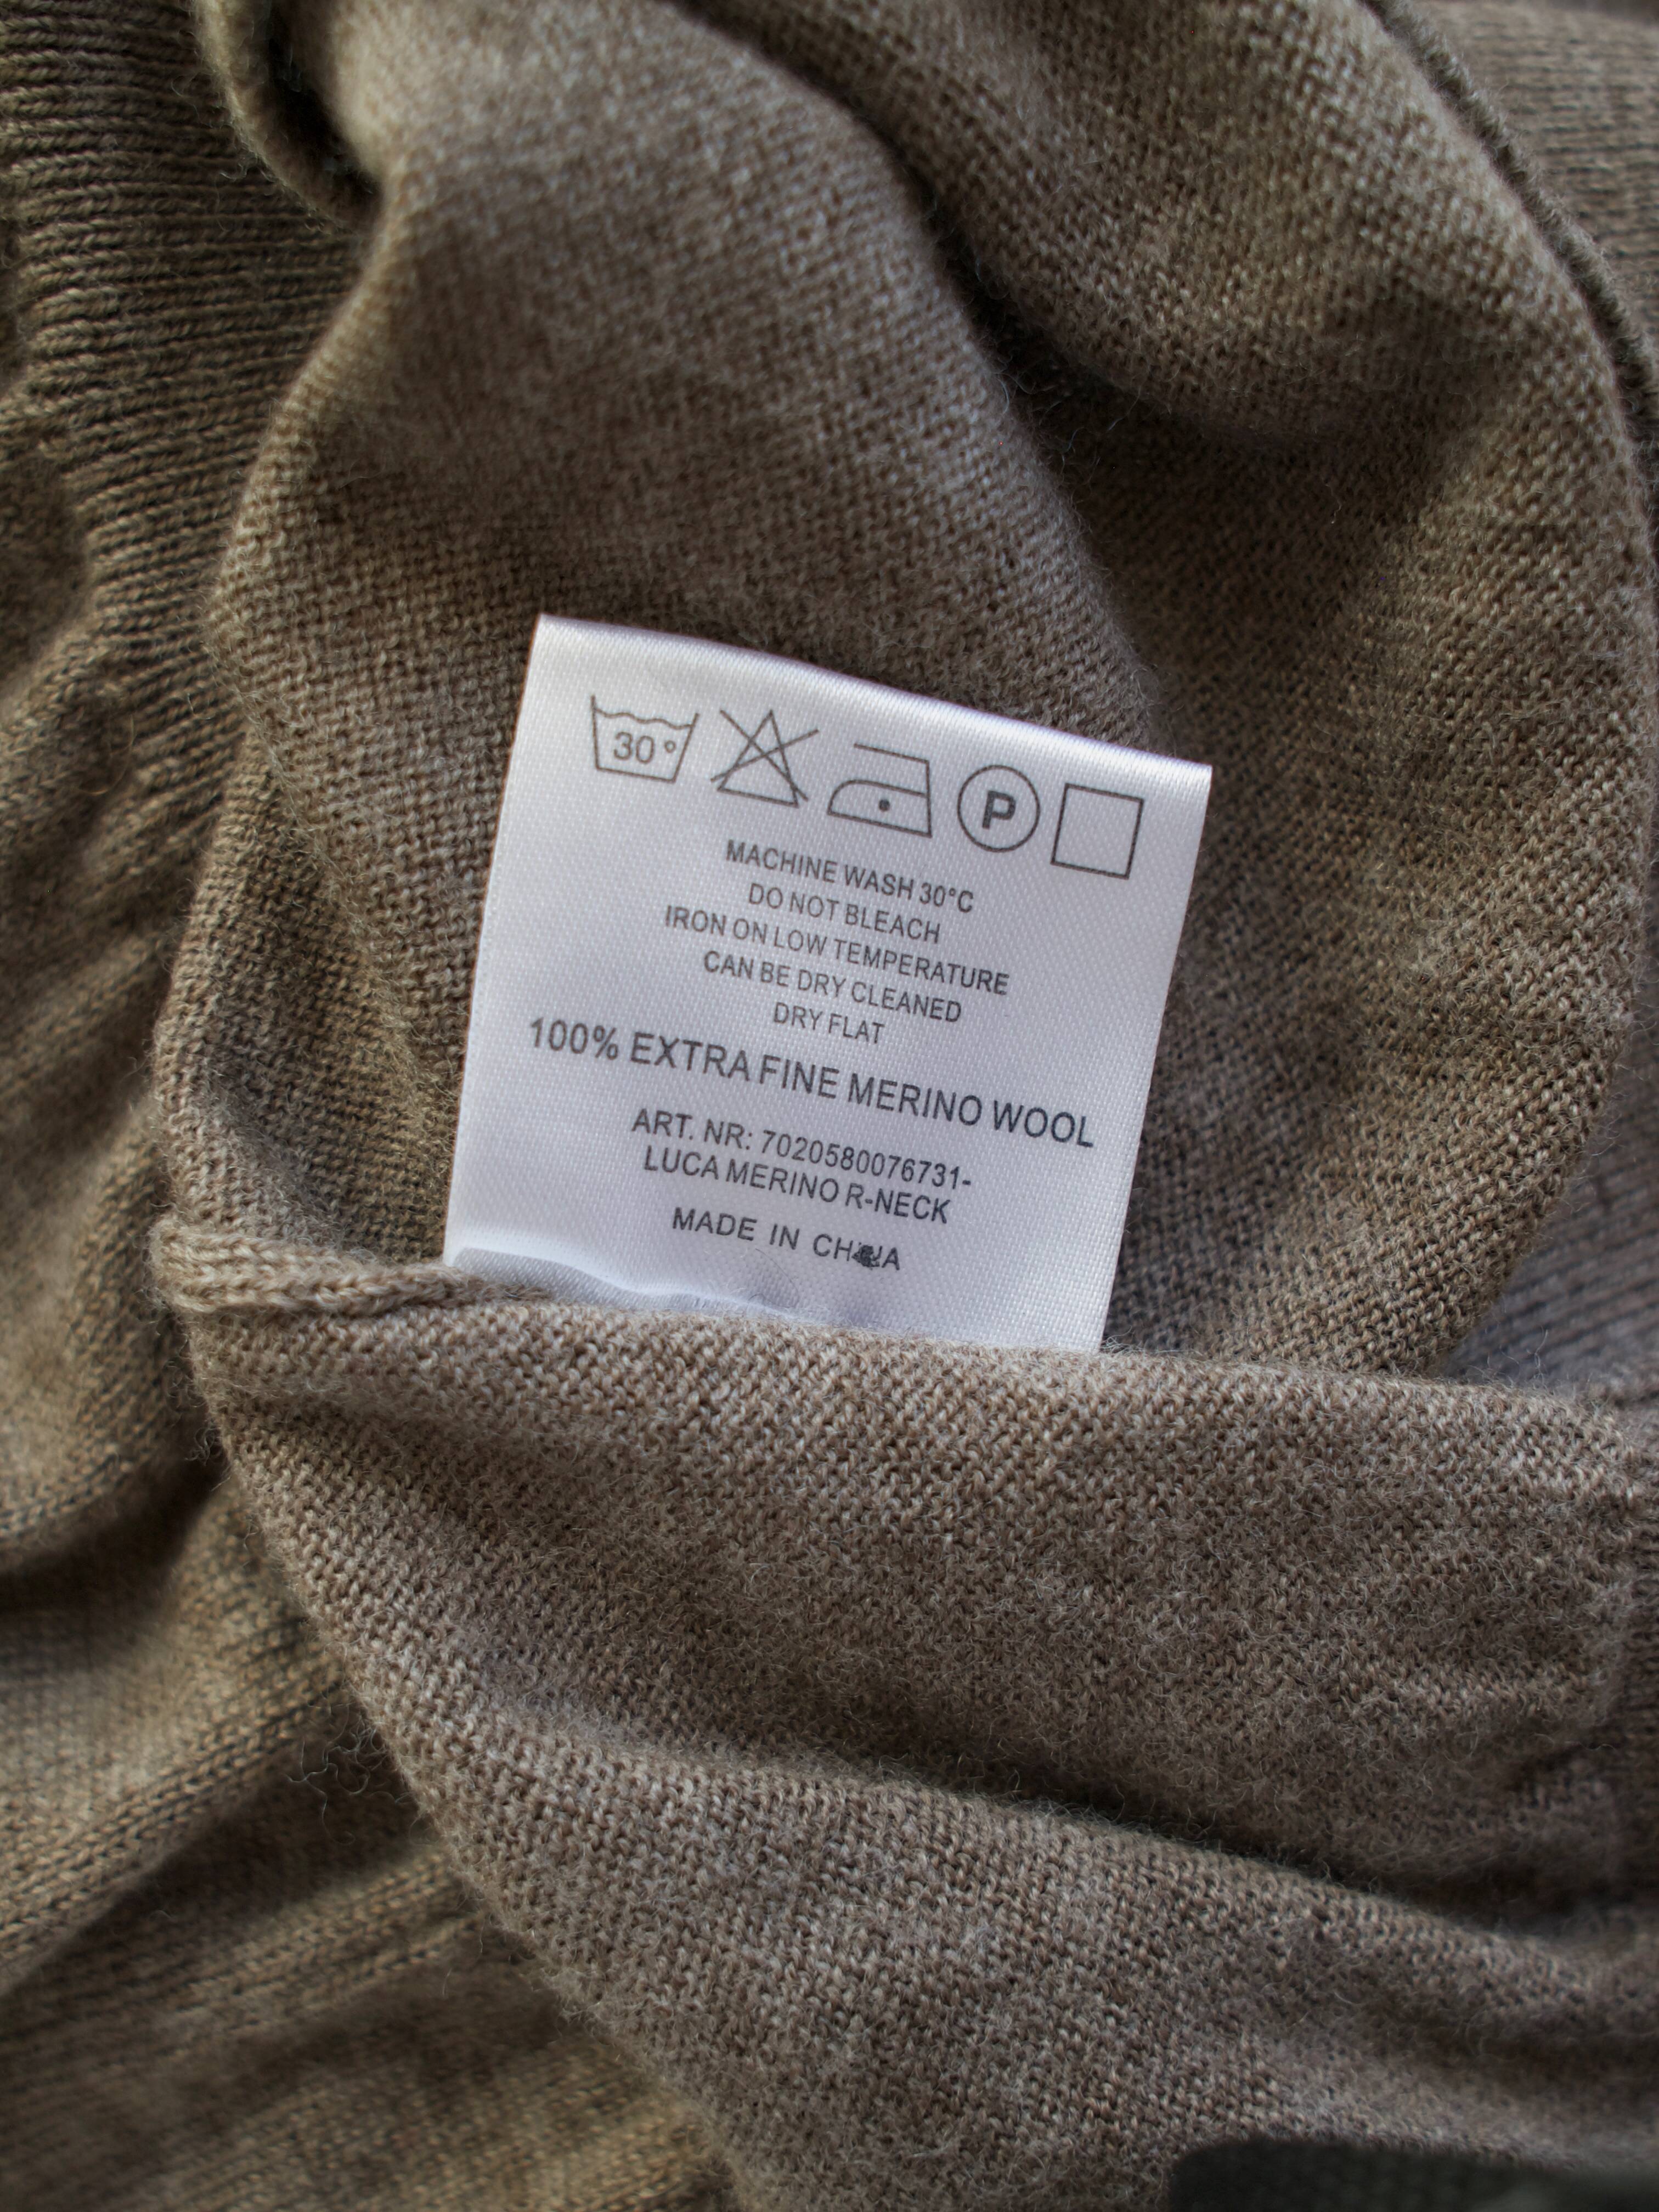 30°
P
MACHINE WASH 30°C
DO NOT BLEACH
IRON ON LOW TEMPERATURE
CAN BE DRY CLEANED
DRY FLAT
100% EXTRA FINE MERINO WOOL
ART. NR: 7020580076731-
LUCA MERINO R-NECK
MADE IN